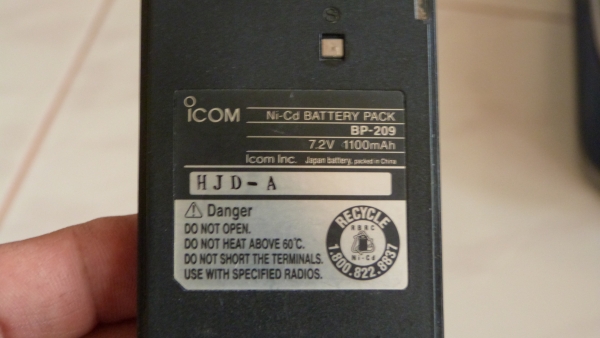 ICOM
Ni-Cd BATTERY PACK
BP-209
7.2V 1100mAh
Icom Inc. Japan battery, packed in China
HJD-A
Danger
DO NOT OPEN.
DO NOT HEAT ABOVE 60°C.
DO NOT SHORT THE TERMINALS.
USE WITH SPECIFIED RADIOS.
RECYCLE
RBRC
Ni-Cd
1.800.822.8837